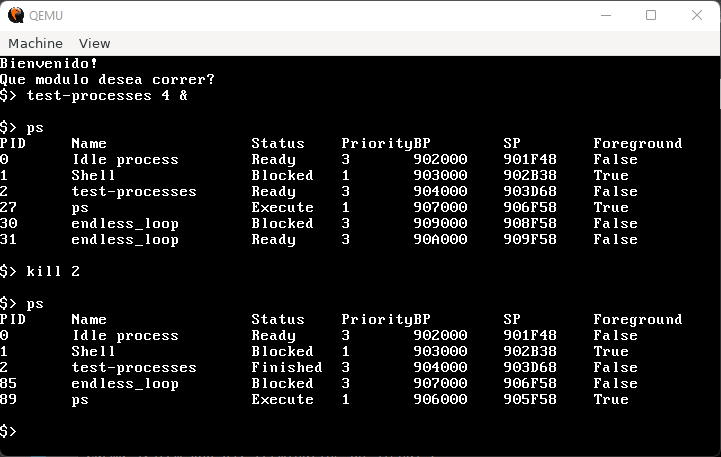 QEMU
Machine View
Bienvenido!
Que modulo desea correr?
$> test-processes 4 &
$> ps
PID Name Status PriorityBP SP Foreground
0 Idle process Ready 3 902000 901F48 False
1 Shell Blocked 1 903000 902B38 True
2 test-processes Ready 3 904000 903D68 False
27 ps Execute 1 907000 906F58 True
30 endless_loop Blocked 3 909000 908F58 False
31 endless_loop Ready 3 90A000 909F58 False
$> kill 2
$> ps
PID Name Status PriorityBP SP Foreground
0 Idle process Ready 3 902000 901F48 False
1 Shell Blocked 1 903000 902B38 True
2 test-processes Finished 3 904000 903D68 False
85 endless_loop Blocked 3 907000 906F58 False
89 ps Execute 1 906000 905F58 True
$>